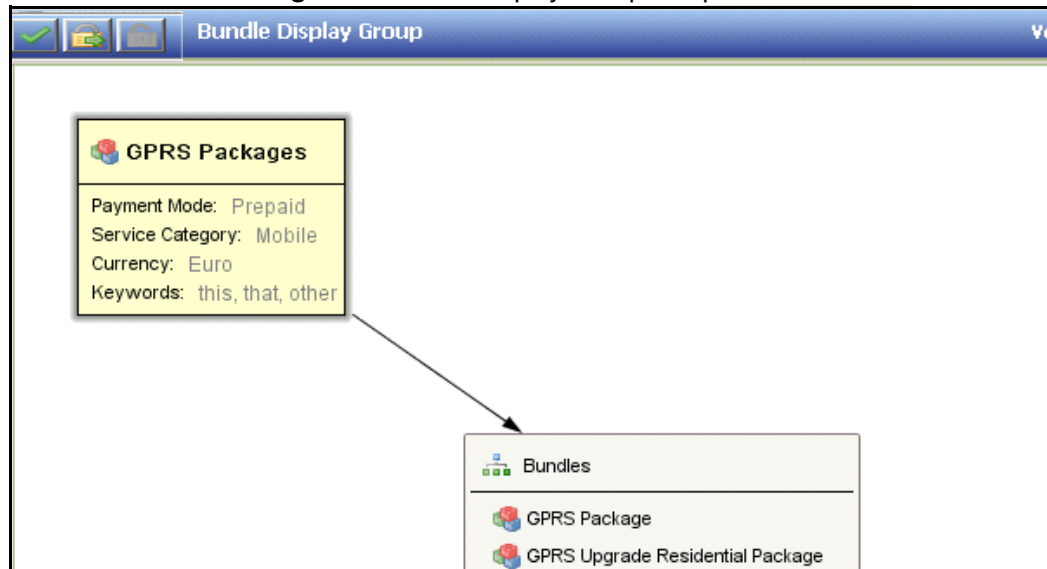 Bundle Display Group
GPRS Packages
Payment Mode: Prepaid
Service Category: Mobile
Currency: Euro
Keywords: this, that, other
Bundles
GPRS Package
GPRS Upgrade Residential Package